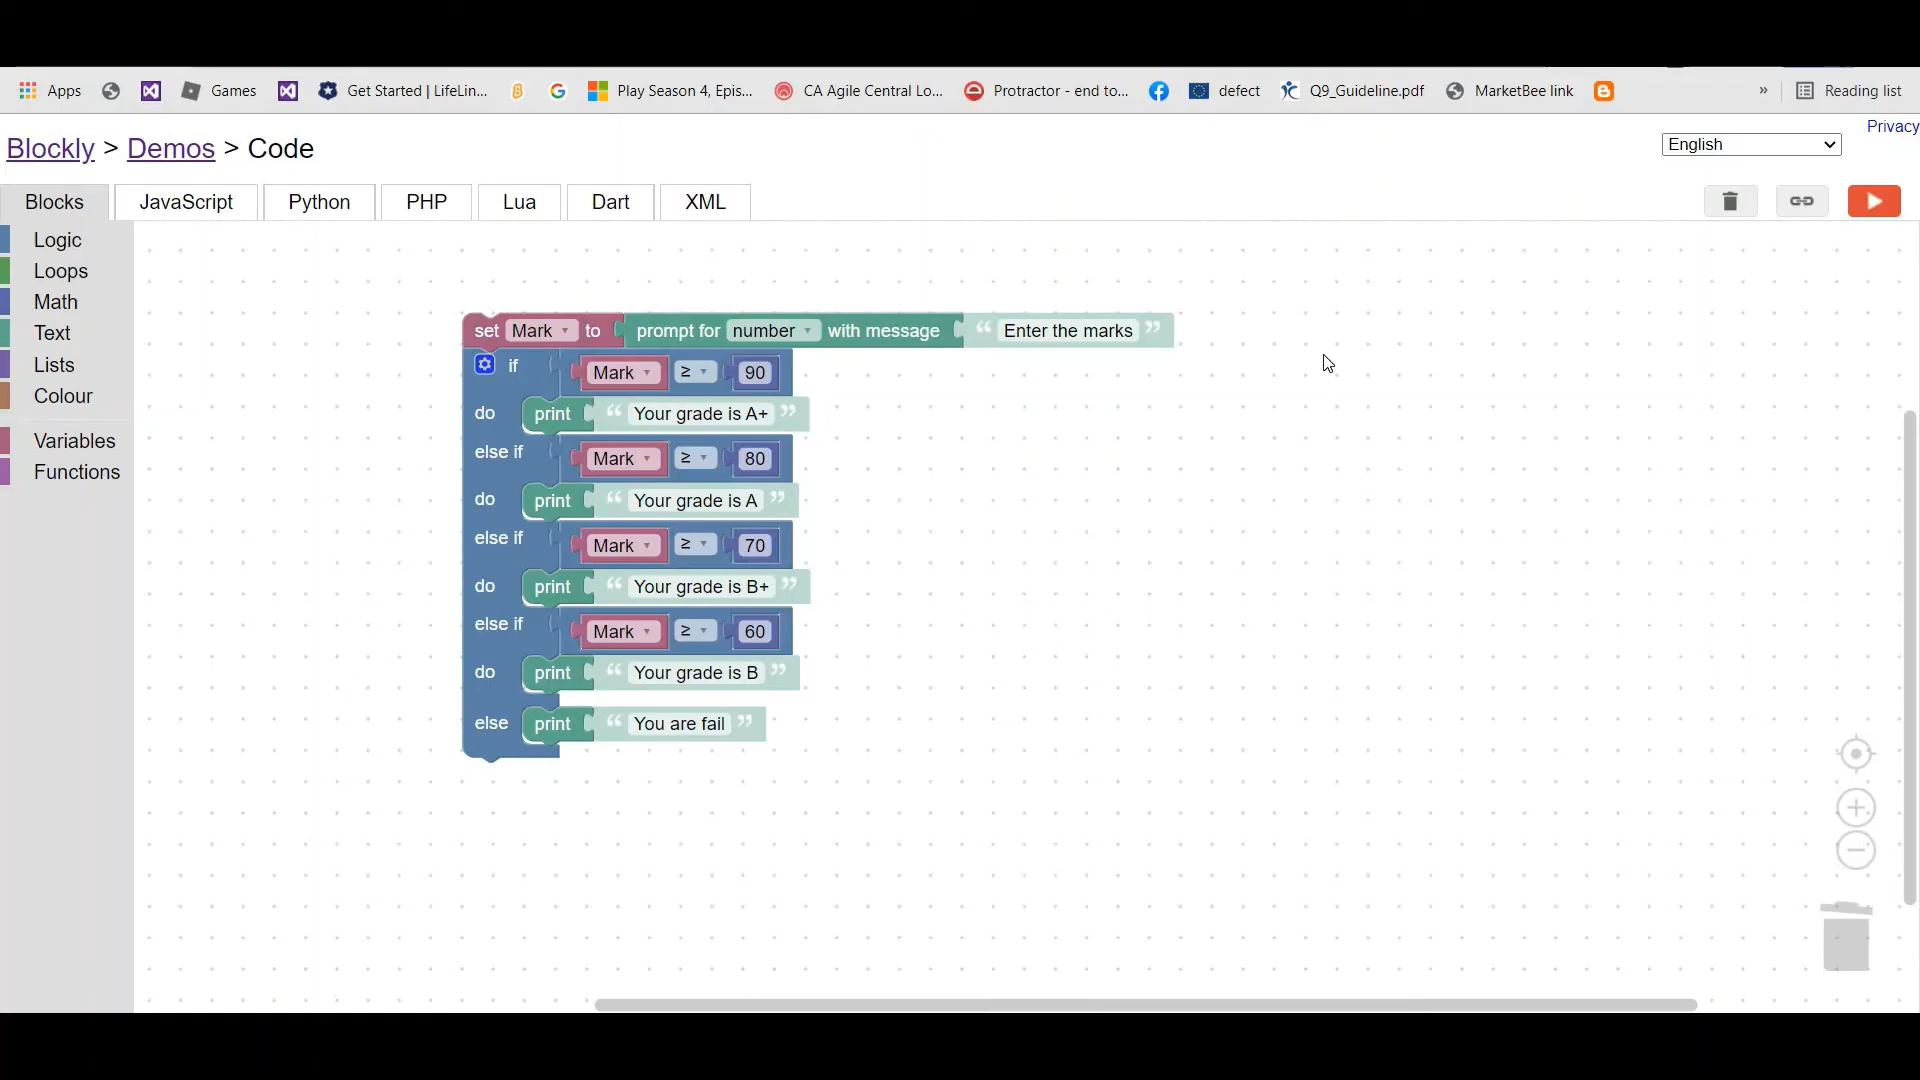 Apps Games Get Started | LifeLin... Play Season 4, Epis... CA Agile Central Lo... Protractor - end to... defect Q9_Guideline.pdf MarketBee link » Reading list
Privacy
Blockly > Demos > Code English
Blocks JavaScript Python PHP Lua Dart XML
Logic
Loops
Math
Text
Lists
Colour
Variables
Functions
set Mark to prompt for number with message “ Enter the marks ”
if Mark ≥ 90
do print “ Your grade is A+ ”
else if Mark ≥ 80
do print “ Your grade is A ”
else if Mark ≥ 70
do print “ Your grade is B+ ”
else if Mark ≥ 60
do print “ Your grade is B ”
else print “ You are fail ”